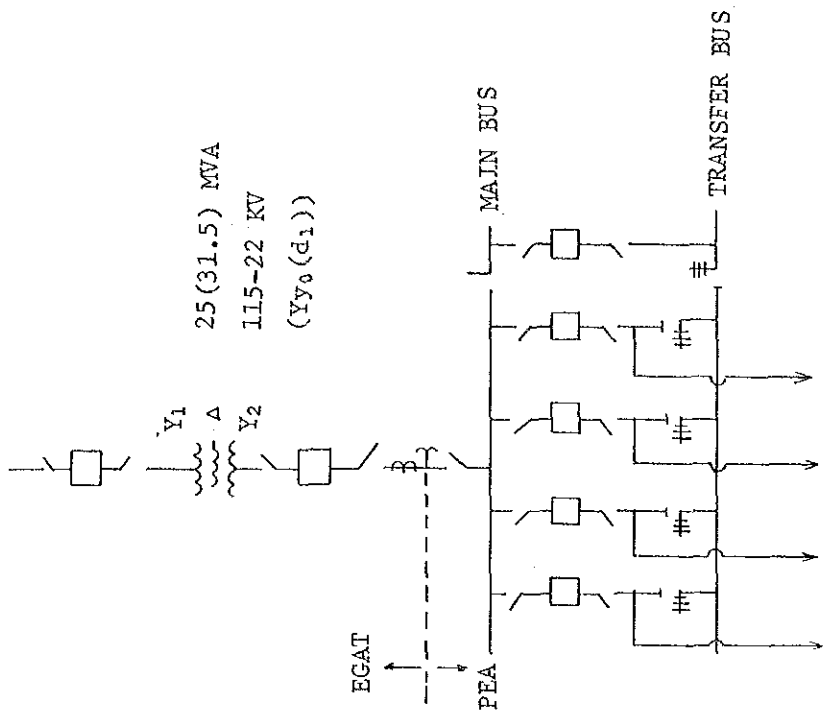 Y₁
Δ
Y₂
25(31.5) MVA
115-22 KV
(Yy₀(d₁))
EGAT
PEA
MAIN BUS
TRANSFER BUS